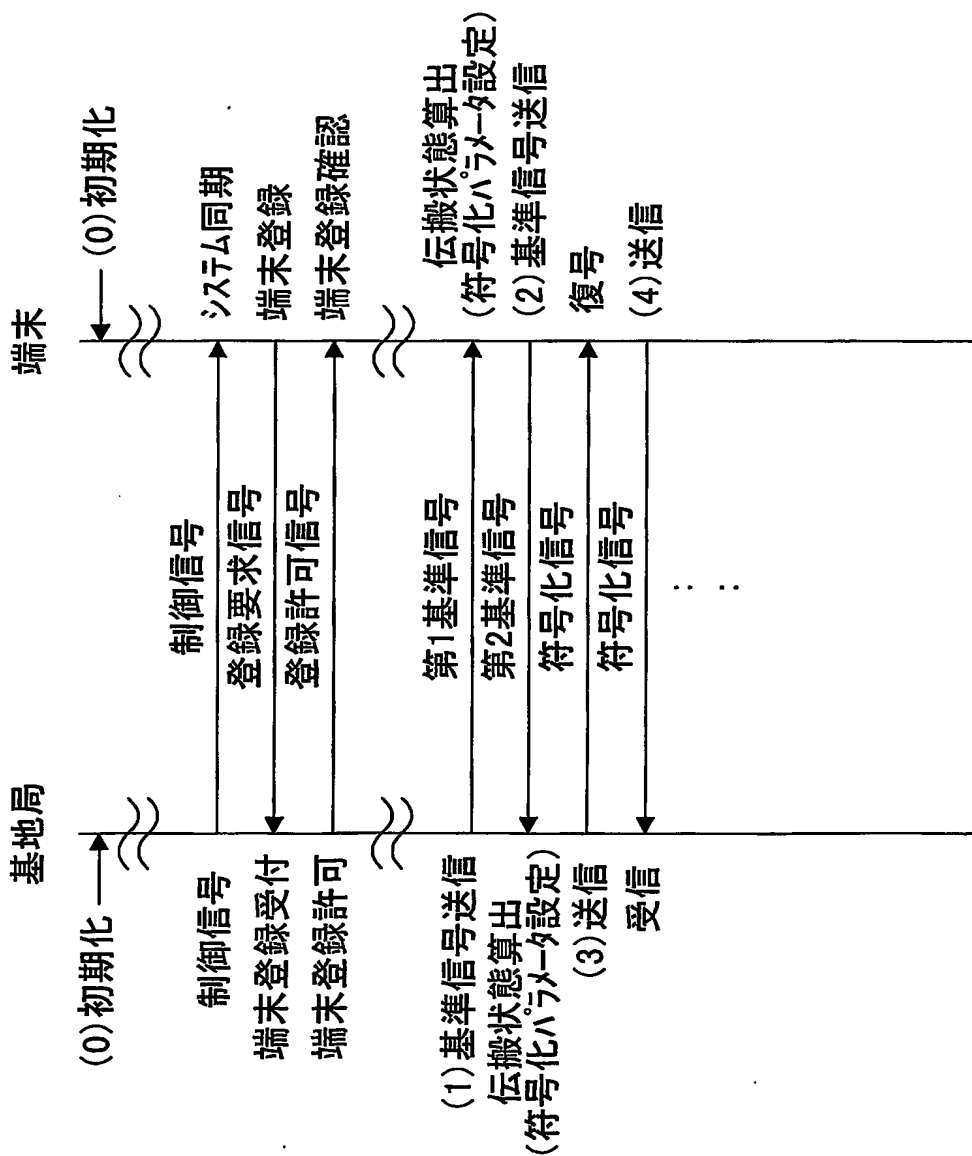 基地局
端末
(0)初期化
(0)初期化
制御信号
制御信号
システム同期
端末登録受付
登録要求信号
端末登録
端末登録許可
登録許可信号
端末登録確認
(1)基準信号送信
第1基準信号
伝搬状態算出
(符号化パラメータ設定)
伝搬状態算出
(符号化パラメータ設定)
第2基準信号
(2)基準信号送信
(3)送信
符号化信号
復号
受信
符号化信号
(4)送信